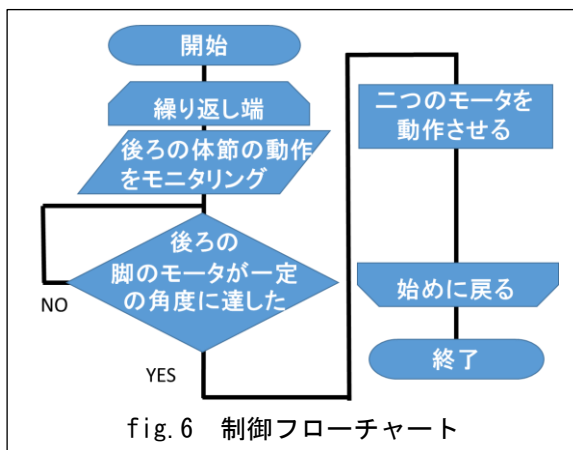 開始
繰り返し端
後ろの体節の動作
をモニタリング
後ろの
脚のモータが一定
の角度に達した
NO
YES
二つのモータを
動作させる
始めに戻る
終了
fig.6 制御フローチャート